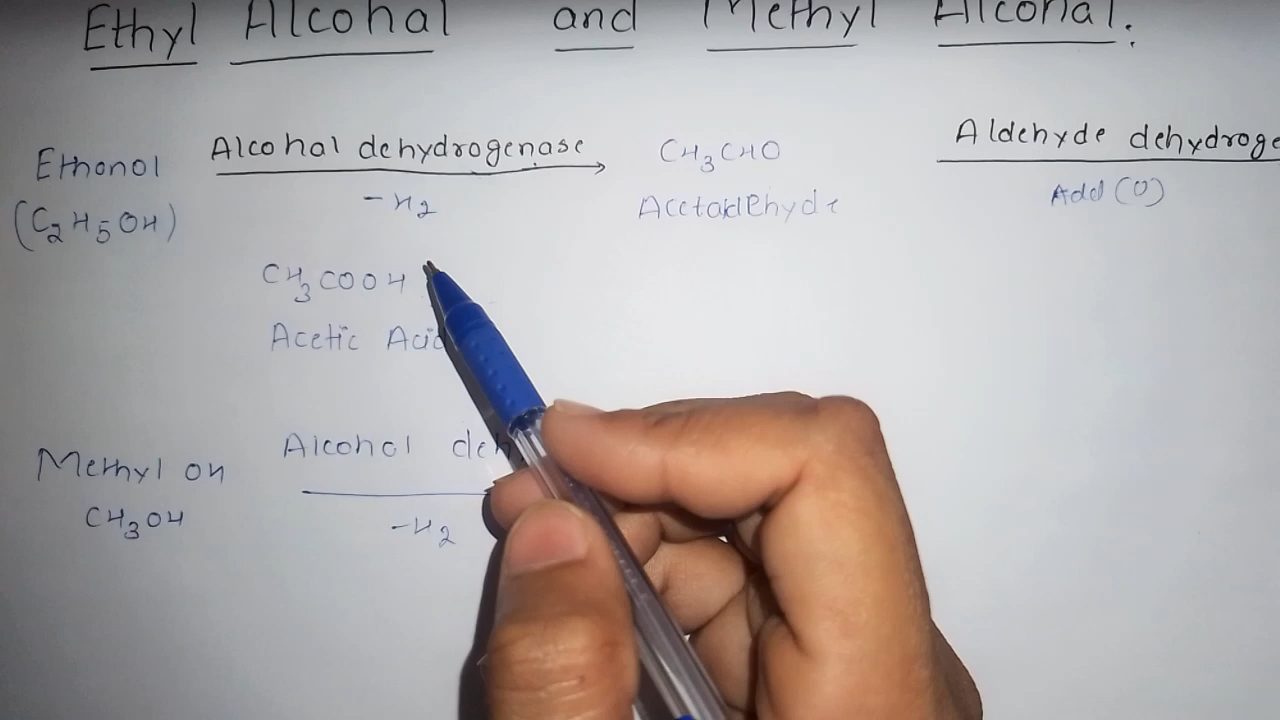 Ethyl Alcohal and Methyl Alcohal.
Ethonol Alcohal dehydrogenase CH3CHO Aldehyde dehydroge
(C2H5OH) -H2 Acetaldehyde Add (O)
CH3COOH
Acetic Acid
Methyl OH Alcohol deh
CH3OH -H2